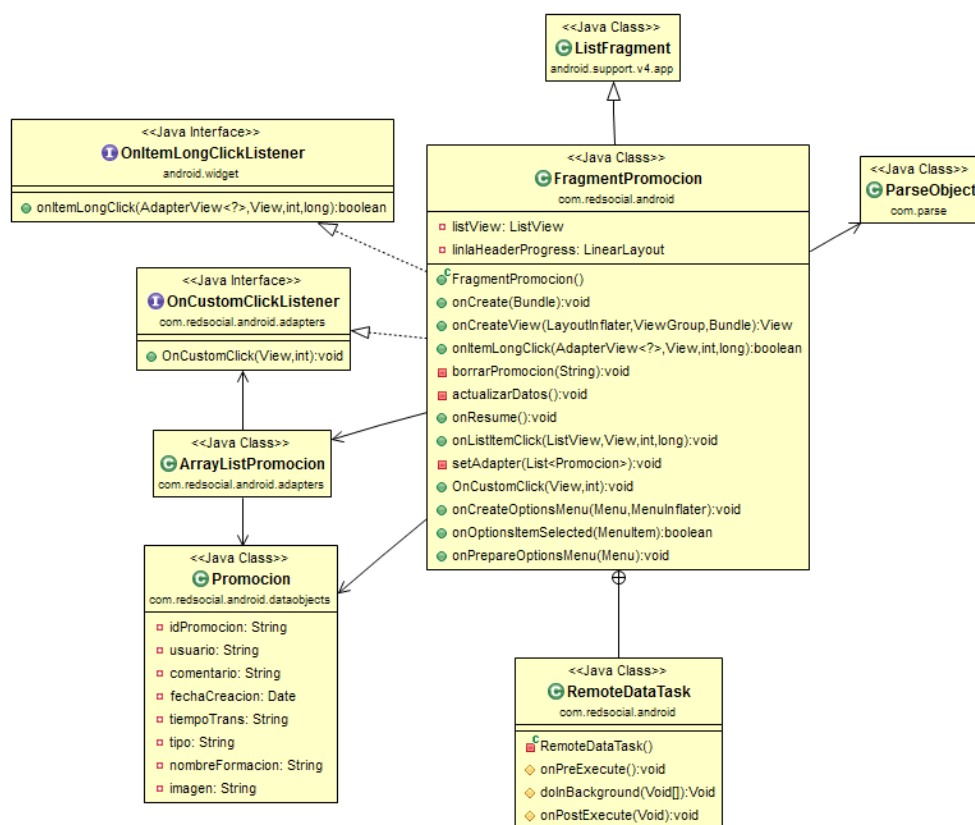 <<Java Class>>
ListFragment
android.support.v4.app
<<Java Interface>>
OnItemLongClickListener
android.widget
onItemLongClick(AdapterView<?>,View,int,long):boolean
<<Java Class>>
FragmentPromocion
com.redsocial.android
listView: ListView
linlaHeaderProgress: LinearLayout
FragmentPromocion()
onCreate(Bundle):void
onCreateView(LayoutInflater,ViewGroup,Bundle):View
onItemLongClick(AdapterView<?>,View,int,long):boolean
borrarPromocion(String):void
actualizarDatos():void
onResume():void
onListItemClick(ListView,View,int,long):void
setAdapter(List<Promocion>):void
OnCustomClick(View,int):void
onCreateOptionsMenu(Menu,MenuInflater):void
onOptionsItemSelected(MenuItem):boolean
onPrepareOptionsMenu(Menu):void
<<Java Class>>
ParseObject
com.parse
<<Java Interface>>
OnCustomClickListener
com.redsocial.android.adapters
OnCustomClick(View,int):void
<<Java Class>>
ArrayListPromocion
com.redsocial.android.adapters
<<Java Class>>
Promocion
com.redsocial.android.dataobjects
idPromocion: String
usuario: String
comentario: String
fechaCreacion: Date
tiempoTrans: String
tipo: String
nombreFormacion: String
imagen: String
<<Java Class>>
RemoteDataTask
com.redsocial.android
RemoteDataTask()
onPreExecute():void
doInBackground(Void[]):Void
onPostExecute(Void):void